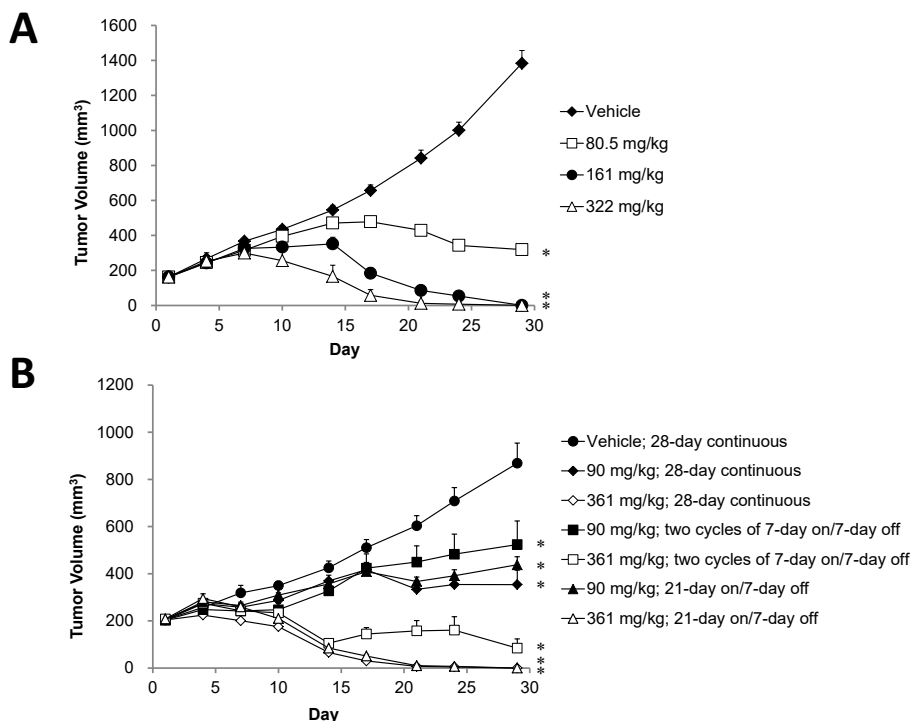 A
1600
1400
1200
1000
800
600
400
200
0
Tumor Volume (mm³)
0 5 10 15 20 25 30
Day
Vehicle
80.5 mg/kg
161 mg/kg
322 mg/kg
*
*
*
B
1200
1000
800
600
400
200
0
Tumor Volume (mm³)
0 5 10 15 20 25 30
Day
Vehicle; 28-day continuous
90 mg/kg; 28-day continuous
361 mg/kg; 28-day continuous
90 mg/kg; two cycles of 7-day on/7-day off
361 mg/kg; two cycles of 7-day on/7-day off
90 mg/kg; 21-day on/7-day off
361 mg/kg; 21-day on/7-day off
*
*
*
*
*
*